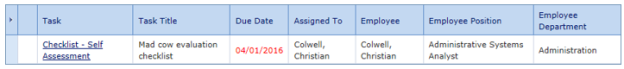 Task Task Title Due Date Assigned To Employee Employee Position Employee Department
Checklist - Self Assessment Mad cow evaluation checklist 04/01/2016 Colwell, Christian Colwell, Christian Administrative Systems Analyst Administration